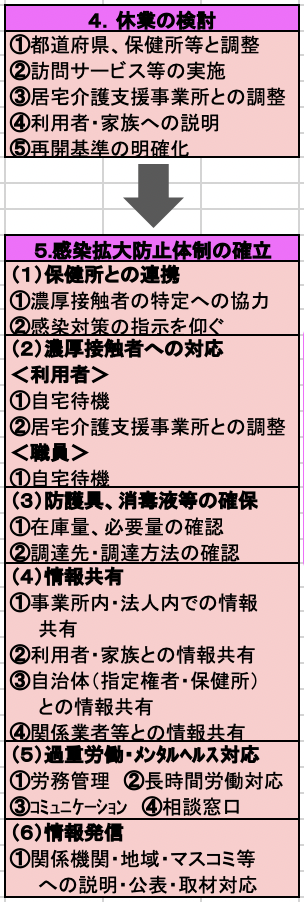 ４．休業の検討
①都道府県、保健所等と調整
②訪問サービス等の実施
③居宅介護支援事業所との調整
④利用者・家族への説明
⑤再開基準の明確化
５.感染拡大防止体制の確立
（１）保健所との連携
①濃厚接触者の特定への協力
②感染対策の指示を仰ぐ
（２）濃厚接触者への対応
＜利用者＞
①自宅待機
②居宅介護支援事業所との調整
＜職員＞
①自宅待機
（３）防護具、消毒液等の確保
①在庫量、必要量の確認
②調達先・調達方法の確認
（４）情報共有
①事業所内・法人内での情報
共有
②利用者・家族との情報共有
③自治体（指定権者・保健所）
との情報共有
④関係業者等との情報共有
（５）過重労働・ﾒﾝﾀﾙﾍﾙｽ対応
①労務管理　②長時間労働対応
③ｺﾐｭﾆｹｰｼｮﾝ　④相談窓口
（６）情報発信
①関係機関・地域・マスコミ等
への説明・公表・取材対応